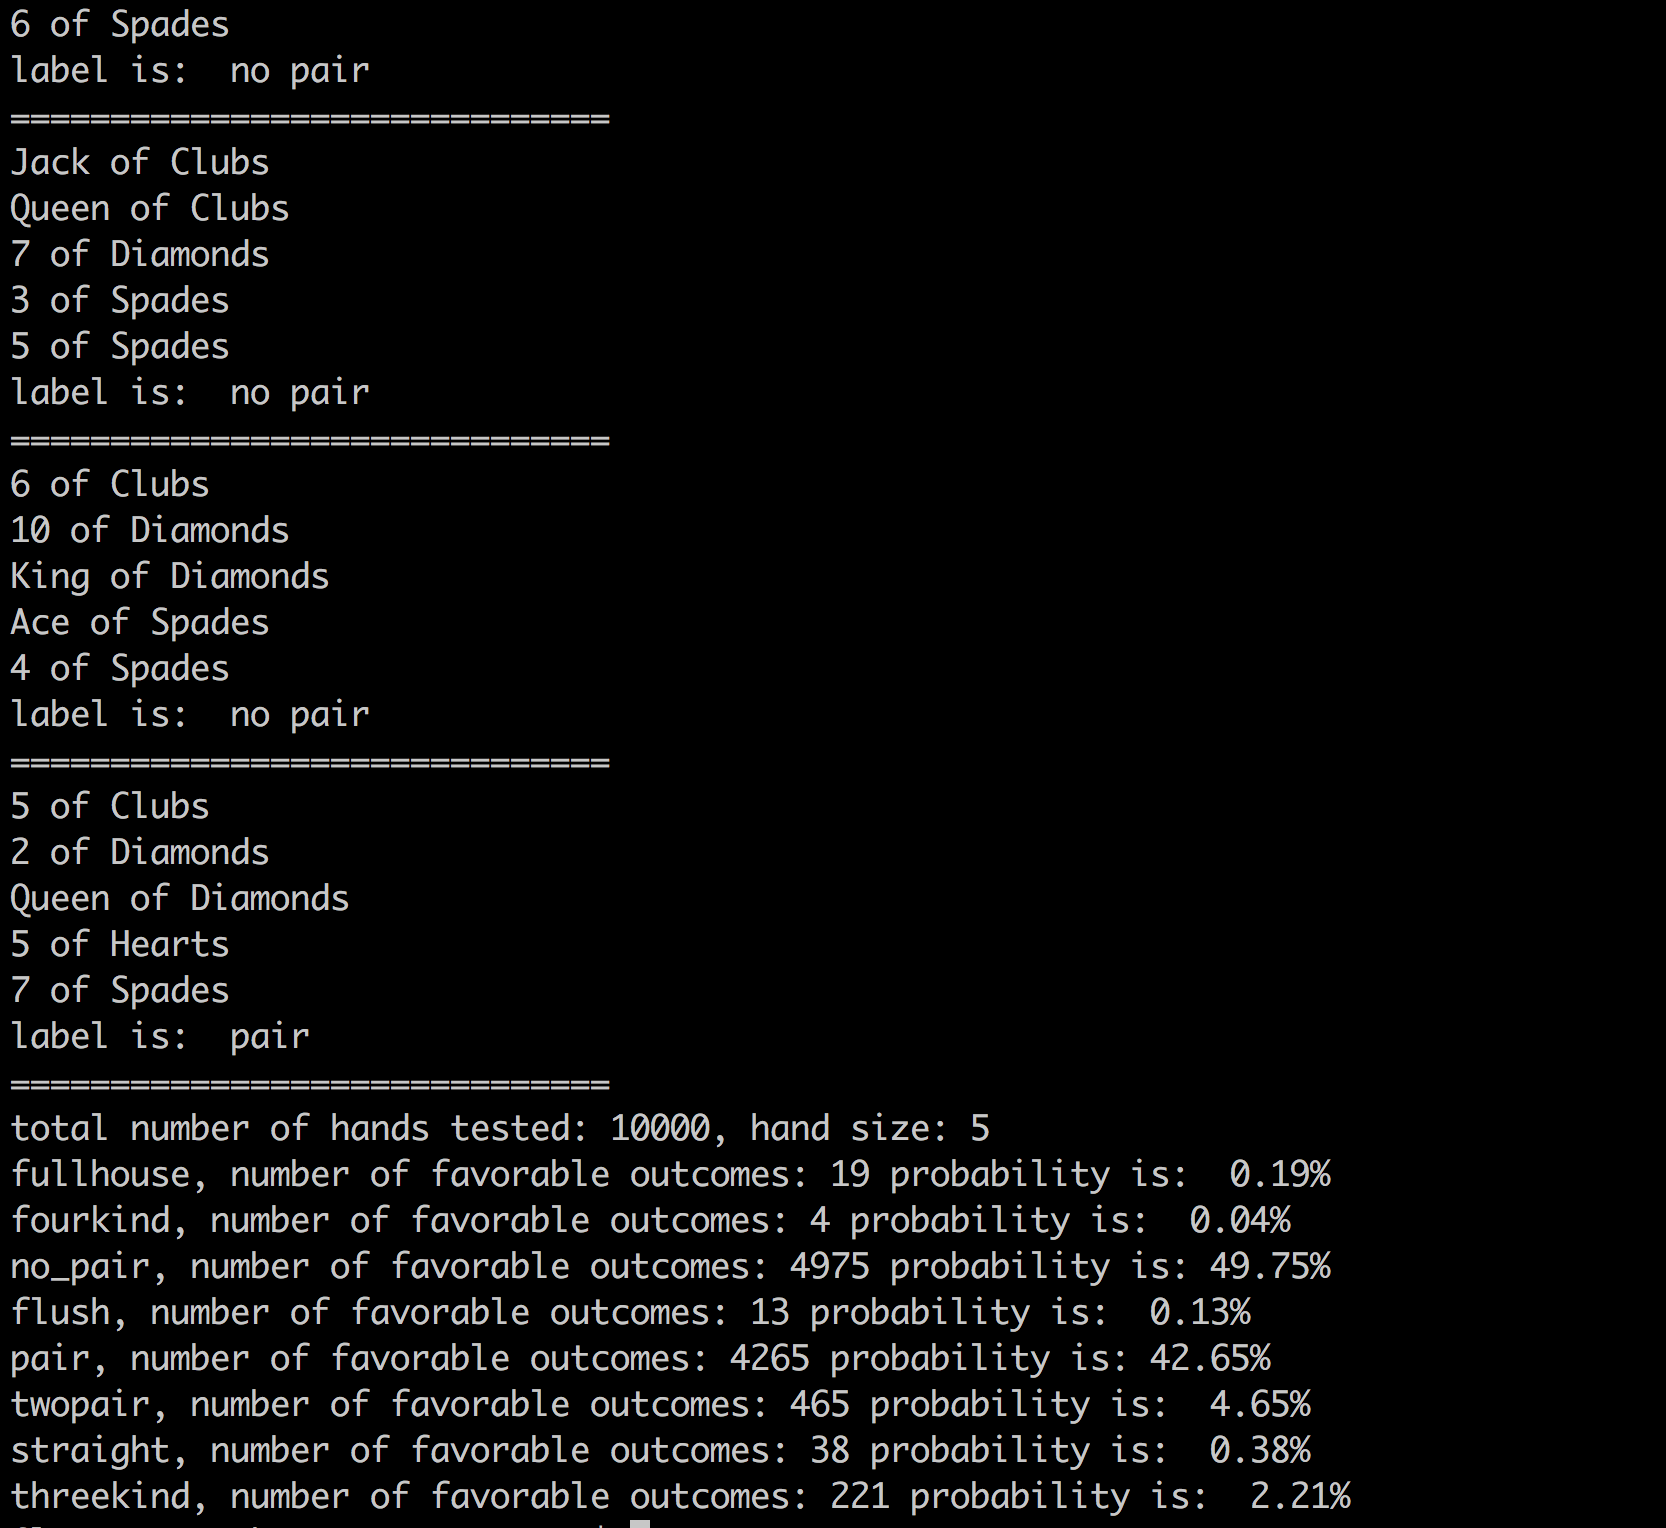 6 of Spades
label is:  no pair
==============================
Jack of Clubs
Queen of Clubs
7 of Diamonds
3 of Spades
5 of Spades
label is:  no pair
==============================
6 of Clubs
10 of Diamonds
King of Diamonds
Ace of Spades
4 of Spades
label is:  no pair
==============================
5 of Clubs
2 of Diamonds
Queen of Diamonds
5 of Hearts
7 of Spades
label is:  pair
==============================
total number of hands tested: 10000, hand size: 5
fullhouse, number of favorable outcomes: 19 probability is:  0.19%
fourkind, number of favorable outcomes: 4 probability is:  0.04%
no_pair, number of favorable outcomes: 4975 probability is: 49.75%
flush, number of favorable outcomes: 13 probability is:  0.13%
pair, number of favorable outcomes: 4265 probability is: 42.65%
twopair, number of favorable outcomes: 465 probability is:  4.65%
straight, number of favorable outcomes: 38 probability is:  0.38%
threekind, number of favorable outcomes: 221 probability is:  2.21%